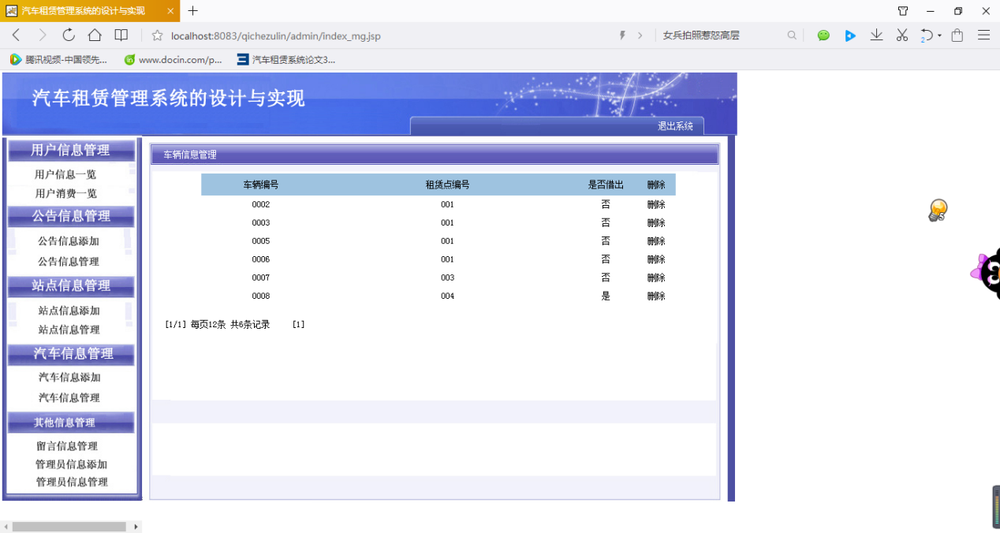 汽车租赁管理系统的设计与实现
localhost:8083/qichezulin/admin/index_mg.jsp 女兵拍照惹怒高层
2
腾讯视频-中国领先... www.docin.com/p... 汽车租赁系统论文3...
汽车租赁管理系统的设计与实现
退出系统
用户信息管理
用户信息一览
用户消费一览
公告信息管理
公告信息添加
公告信息管理
站点信息管理
站点信息添加
站点信息管理
汽车信息管理
汽车信息添加
汽车信息管理
其他信息管理
留言信息管理
管理员信息添加
管理员信息管理
车辆信息管理
车辆编号 租赁点编号 是否借出 删除
0002 001 否 删除
0003 001 否 删除
0005 001 否 删除
0006 001 否 删除
0007 003 否 删除
0008 004 是 删除
[1/1] 每页12条 共6条记录 [1]